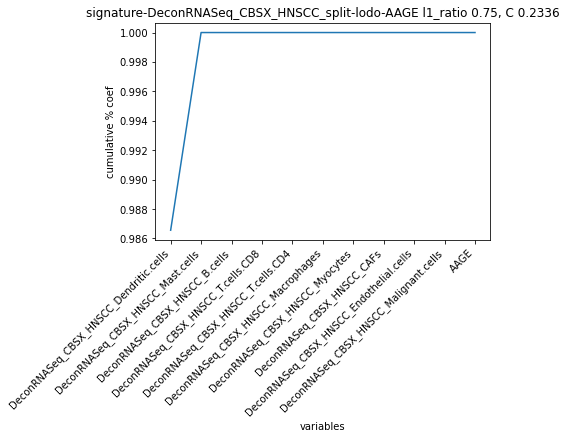 signature-DeconRNASeq_CBSX_HNSCC_split-lodo-AAGE l1_ratio 0.75, C 0.2336
1.000
0.998
0.996
0.994
0.992
0.990
0.988
0.986
cumulative % coef
DeconRNASeq_CBSX_HNSCC_Dendritic.cells
DeconRNASeq_CBSX_HNSCC_Mast.cells
DeconRNASeq_CBSX_HNSCC_B.cells
DeconRNASeq_CBSX_HNSCC_T.cells.CD8
DeconRNASeq_CBSX_HNSCC_T.cells.CD4
DeconRNASeq_CBSX_HNSCC_Macrophages
DeconRNASeq_CBSX_HNSCC_Myocytes
DeconRNASeq_CBSX_HNSCC_CAFs
DeconRNASeq_CBSX_HNSCC_Endothelial.cells
DeconRNASeq_CBSX_HNSCC_Malignant.cells
AAGE
variables